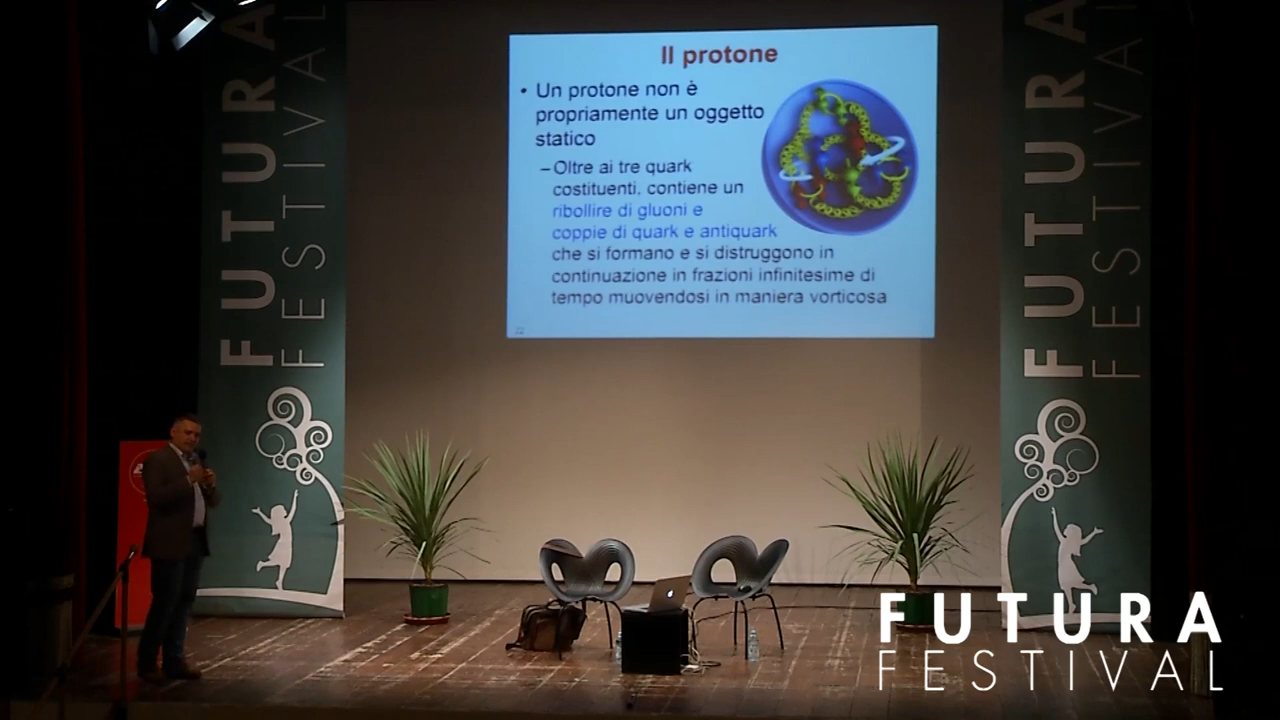 FUTURA
FESTIVAL
Il protone
• Un protone non è
propriamente un oggetto
statico
–Oltre ai tre quark
costituenti, contiene un
ribollire di gluoni e
coppie di quark e antiquark
che si formano e si distruggono in
continuazione in frazioni infinitesime di
tempo muovendosi in maniera vorticosa
FUTURA
FESTIVAL
FUTURA
FESTIVAL